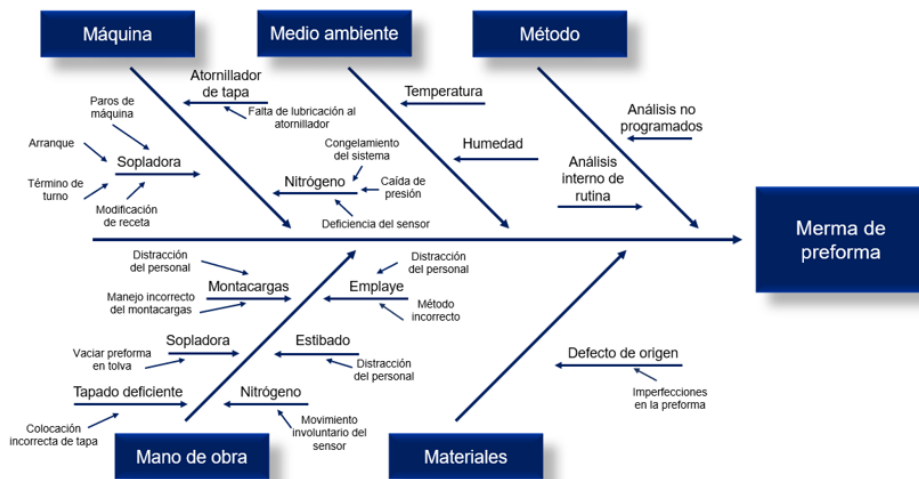 Máquina
Medio ambiente
Método
Atornillador
de tapa
Falta de lubricación al
atornillador
Paros de
máquina
Arranque
Sopladora
Término de
turno
Modificación
de receta
Congelamiento
del sistema
Nitrógeno
Caída de
presión
Deficiencia del sensor
Temperatura
Humedad
Análisis no
programados
Análisis
interno de
rutina
Merma de
preforma
Distracción
del personal
Montacargas
Manejo incorrecto
del montacargas
Distracción
del personal
Emplaye
Método
incorrecto
Sopladora
Vaciar preforma
en tolva
Estibado
Distracción
del personal
Tapado deficiente
Colocación
incorrecta de tapa
Nitrógeno
Movimiento
involuntario del
sensor
Defecto de origen
Imperfecciones
en la preforma
Mano de obra
Materiales